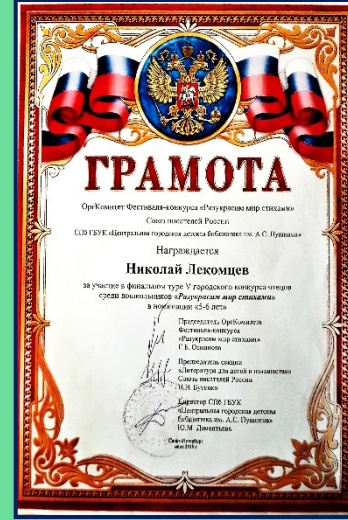 ГРАМОТА
ОргКомитет Фестиваля-конкурса «Разукрасим мир стихами»
Союз писателей России
СПб ГБУК «Центральная городская детская библиотека им. А.С. Пушкина»
Награждается
Николай Лекомцев
за участие в финальном туре V городского конкурса чтецов
среди дошкольников «Разукрасим мир стихами»
в номинации «5-6 лет»
Председатель ОргКомитета
Фестиваля-конкурса
«Разукрасим мир стихами»
Председатель секции
«Литература для детей и юношества»
Союза писателей России
Н.Н. Бутенко
Директор СПб ГБУК
«Центральная городская детская
библиотека им. А.С. Пушкина»
Ю.М. Дементьева
Санкт-Петербург